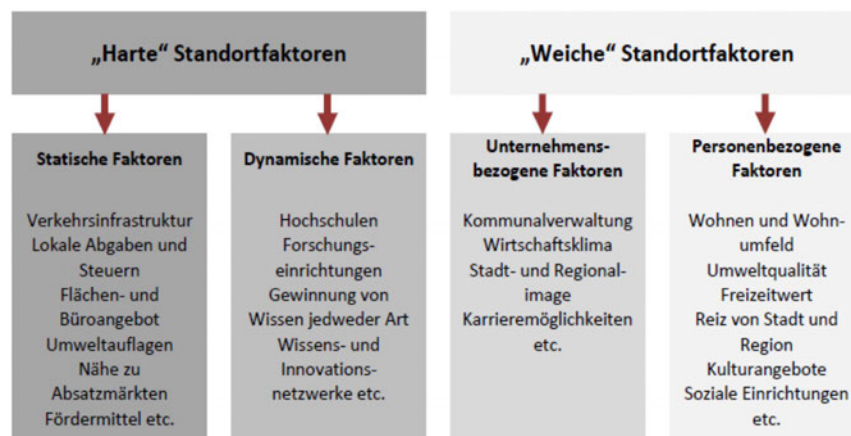 „Harte“ Standortfaktoren
„Weiche“ Standortfaktoren
Statische Faktoren
Verkehrsinfrastruktur
Lokale Abgaben und
Steuern
Flächen- und
Büroangebot
Umweltauflagen
Nähe zu
Absatzmärkten
Fördermittel etc.
Dynamische Faktoren
Hochschulen
Forschungs-
einrichtungen
Gewinnung von
Wissen jedweder Art
Wissens- und
Innovations-
netzwerke etc.
Unternehmens-
bezogene Faktoren
Kommunalverwaltung
Wirtschaftsklima
Stadt- und Regional-
image
Karrieremöglichkeiten
etc.
Personenbezogene
Faktoren
Wohnen und Wohn-
umfeld
Umweltqualität
Freizeitwert
Reiz von Stadt und
Region
Kulturangebote
Soziale Einrichtungen
etc.